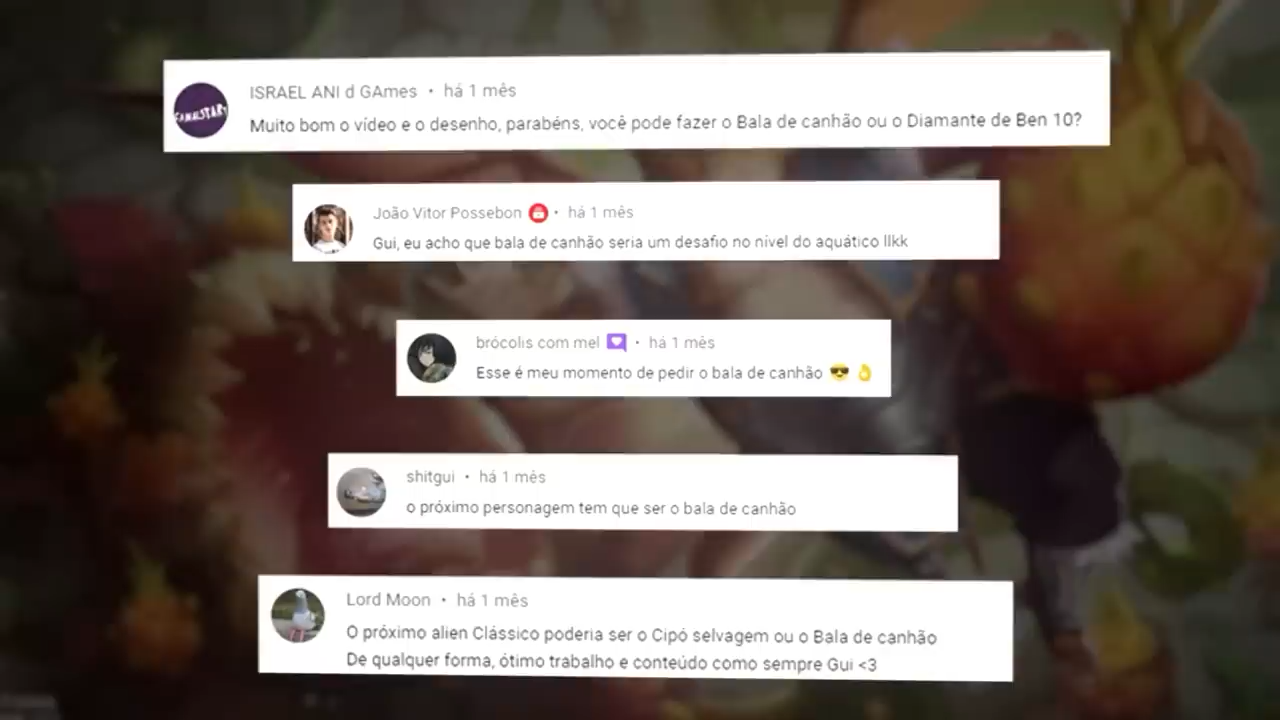 ISRAEL ANI d GAmes • há 1 mês
Muito bom o vídeo e o desenho, parabéns, você pode fazer o Bala de canhão ou o Diamante de Ben 10?
João Vitor Possebon • há 1 mês
Gui, eu acho que bala de canhão seria um desafio no nível do aquático llkk
brócolis com mel • há 1 mês
Esse é meu momento de pedir o bala de canhão 😎 👌
shitgui • há 1 mês
o próximo personagem tem que ser o bala de canhão
Lord Moon • há 1 mês
O próximo alien Clássico poderia ser o Cipó selvagem ou o Bala de canhão
De qualquer forma, ótimo trabalho e conteúdo como sempre Gui <3